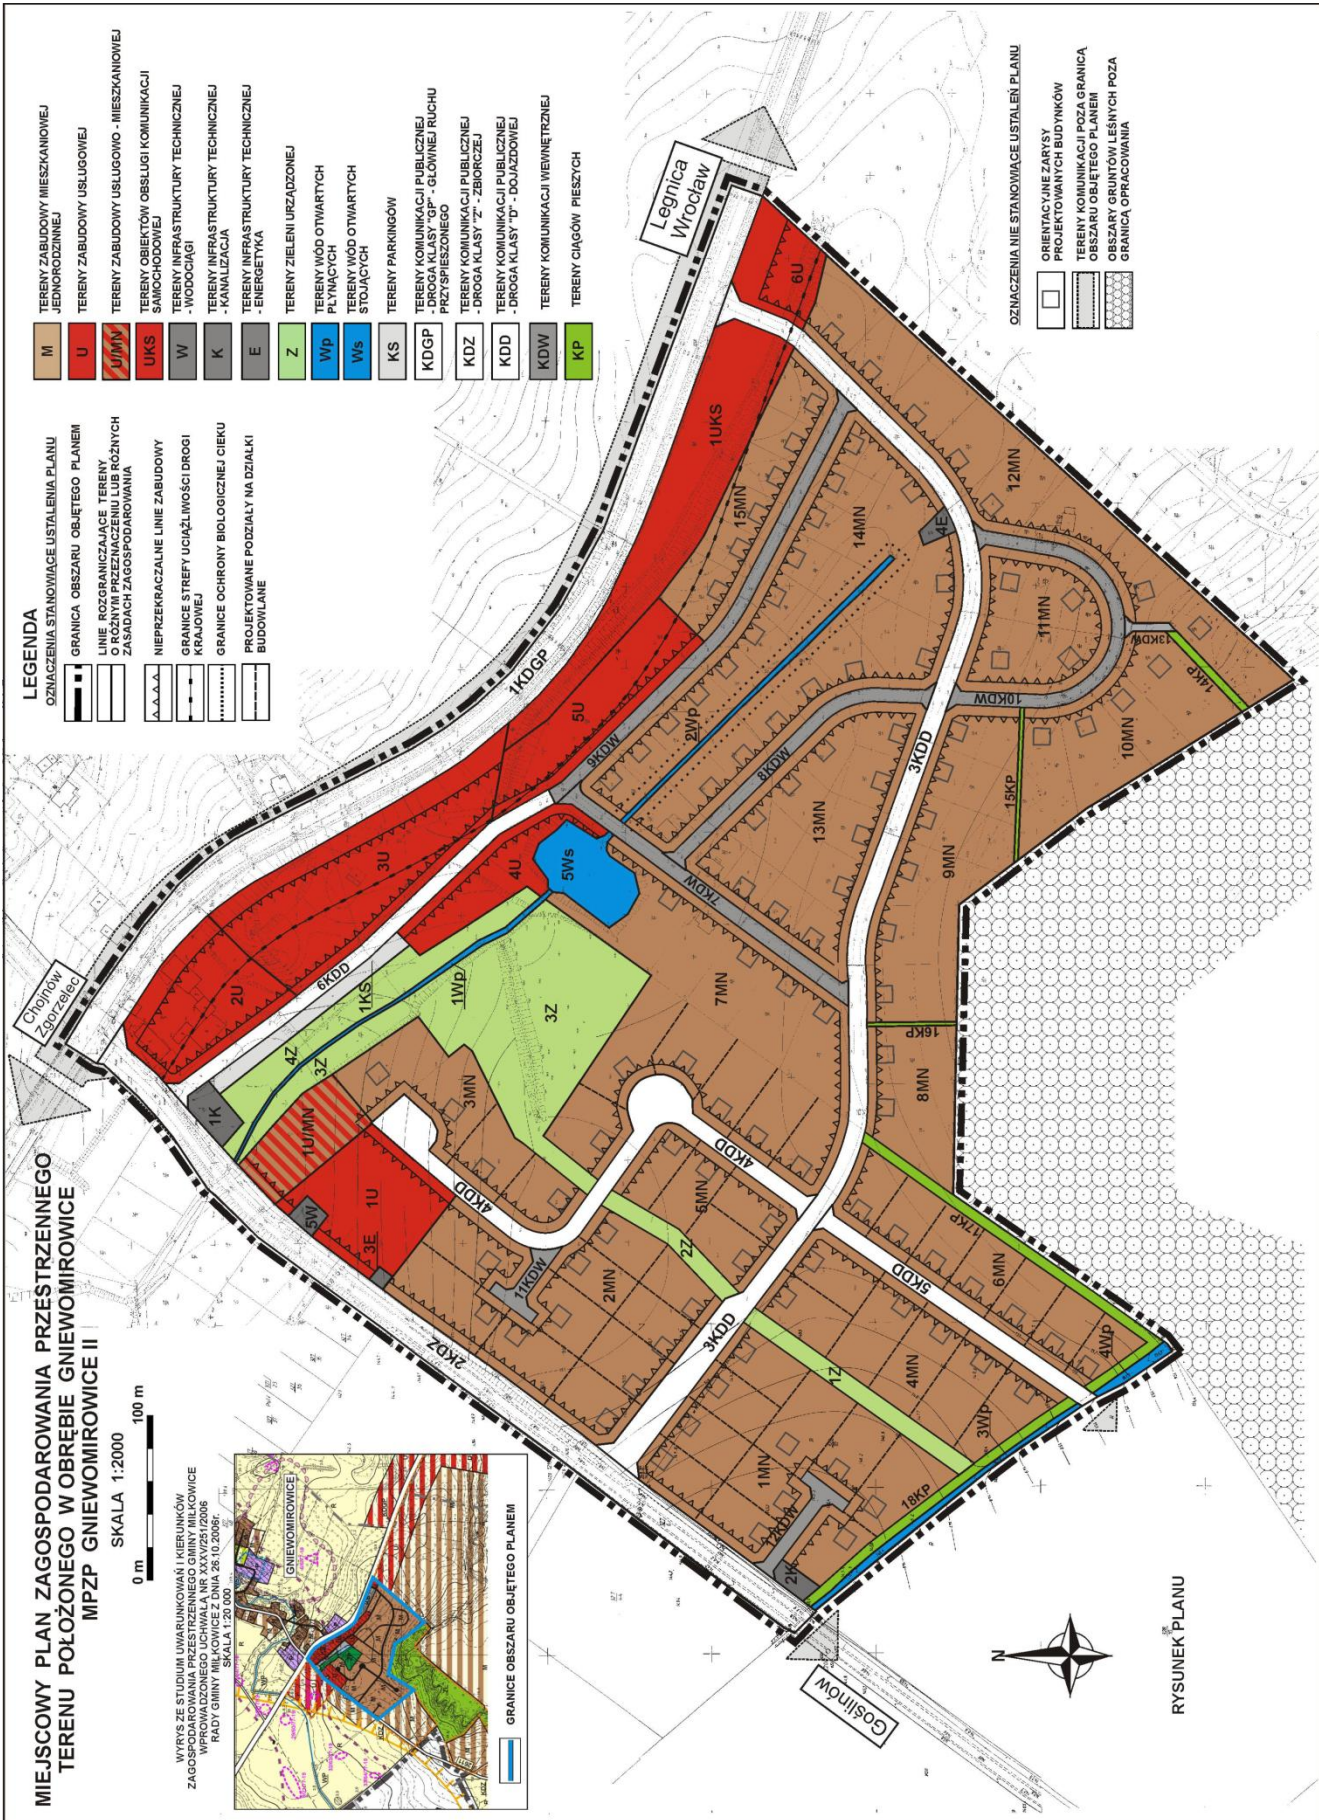 MIEJSCOWY PLAN ZAGOSPODAROWANIA PRZESTRZENNEGO
TERENU POŁOŻONEGO W OBRĘBIE GNIEWOMIROWICE
MPZP GNIEWOMIROWICE II
SKALA 1:2000
0 m
100 m
WYRYS ZE STUDIUM UWARUNKOWAŃ I KIERUNKÓW
ZAGOSPODAROWANIA PRZESTRZENNEGO GMINY MIŁKOWICE
WPROWADZONEGO UCHWAŁĄ NR XXXV/251/2006
RADY GMINY MIŁKOWICE Z DNIA 26.10.2006r.
SKALA 1:20 000
GNIEWOMIROWICE
GRANICE OBSZARU OBJĘTEGO PLANEM
LEGENDA
OZNACZENIA STANOWIĄCE USTALENIA PLANU
GRANICA OBSZARU OBJĘTEGO PLANEM
LINIE ROZGRANICZAJĄCE TERENY
O RÓŻNYM PRZEZNACZENIU LUB RÓŻNYCH
ZASADACH ZAGOSPODAROWANIA
NIEPRZEKRACZALNE LINIE ZABUDOWY
GRANICE STREFY UCIĄŻLIWOŚCI DROGI
KRAJOWEJ
GRANICE OCHRONY BIOLOGICZNEJ CIEKU
PROJEKTOWANE PODZIAŁY NA DZIAŁKI
BUDOWLANE
M
TERENY ZABUDOWY MIESZKANIOWEJ
JEDNORODZINNEJ
U
TERENY ZABUDOWY USŁUGOWEJ
U/MN
TERENY ZABUDOWY USŁUGOWO - MIESZKANIOWEJ
UKS
TERENY OBIEKTÓW OBSŁUGI KOMUNIKACJI
SAMOCHODOWEJ
W
TERENY INFRASTRUKTURY TECHNICZNEJ
- WODOCIĄGI
K
TERENY INFRASTRUKTURY TECHNICZNEJ
- KANALIZACJA
E
TERENY INFRASTRUKTURY TECHNICZNEJ
- ENERGETYKA
Z
TERENY ZIELENI URZĄDZONEJ
Wp
TERENY WÓD OTWARTYCH
PŁYNĄCYCH
Ws
TERENY WÓD OTWARTYCH
STOJĄCYCH
KS
TERENY PARKINGÓW
KDGP
TERENY KOMUNIKACJI PUBLICZNEJ
- DROGA KLASY "GP" - GŁÓWNEJ RUCHU
PRZYSPIESZONEGO
KDZ
TERENY KOMUNIKACJI PUBLICZNEJ
- DROGA KLASY "Z" - ZBIORCZEJ
KDD
TERENY KOMUNIKACJI PUBLICZNEJ
- DROGA KLASY "D" - DOJAZDOWEJ
KDW
TERENY KOMUNIKACJI WEWNĘTRZNEJ
KP
TERENY CIĄGÓW PIESZYCH
OZNACZENIA NIE STANOWIĄCE USTALEŃ PLANU
ORIENTACYJNE ZARYSY
PROJEKTOWANYCH BUDYNKÓW
TERENY KOMUNIKACJI POZA GRANICĄ
OBSZARU OBJĘTEGO PLANEM
OBSZARY GRUNTÓW LEŚNYCH POZA
GRANICĄ OPRACOWANIA
Chojnów
Zgorzelec
Legnica
Wrocław
Goślinów
1KDGP
2KDZ
2U
3U
5U
4U
1UKS
6U
6KDD
1KS
1K
4Z
3Z
1Wp
3Z
5Ws
1U/MN
5W
1U
3E
3MN
4KDD
11KDW
2MN
2Z
5MN
4KDD
7MN
9KDW
2Wp
8KDW
7KDW
13MN
15MN
14MN
4E
12MN
11MN
10KDW
13KDW
14KP
10MN
15KP
9MN
3KDD
16KP
8MN
17KP
6MN
5KDD
3KDD
1Z
4MN
4Wp
3Wp
1MN
12KDW
2K
18KP
N
RYSUNEK PLANU